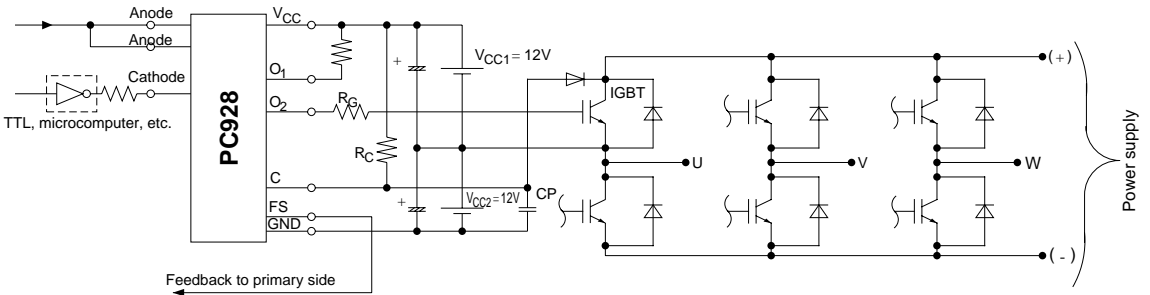 Anode
Anode
Cathode
TTL, microcomputer, etc.
PC928
VCC
O1
O2
C
FS
GND
Feedback to primary side
RG
RC
+
+
VCC1 = 12V
VCC2 = 12V
CP
IGBT
U
V
W
(+)
(-)
Power supply